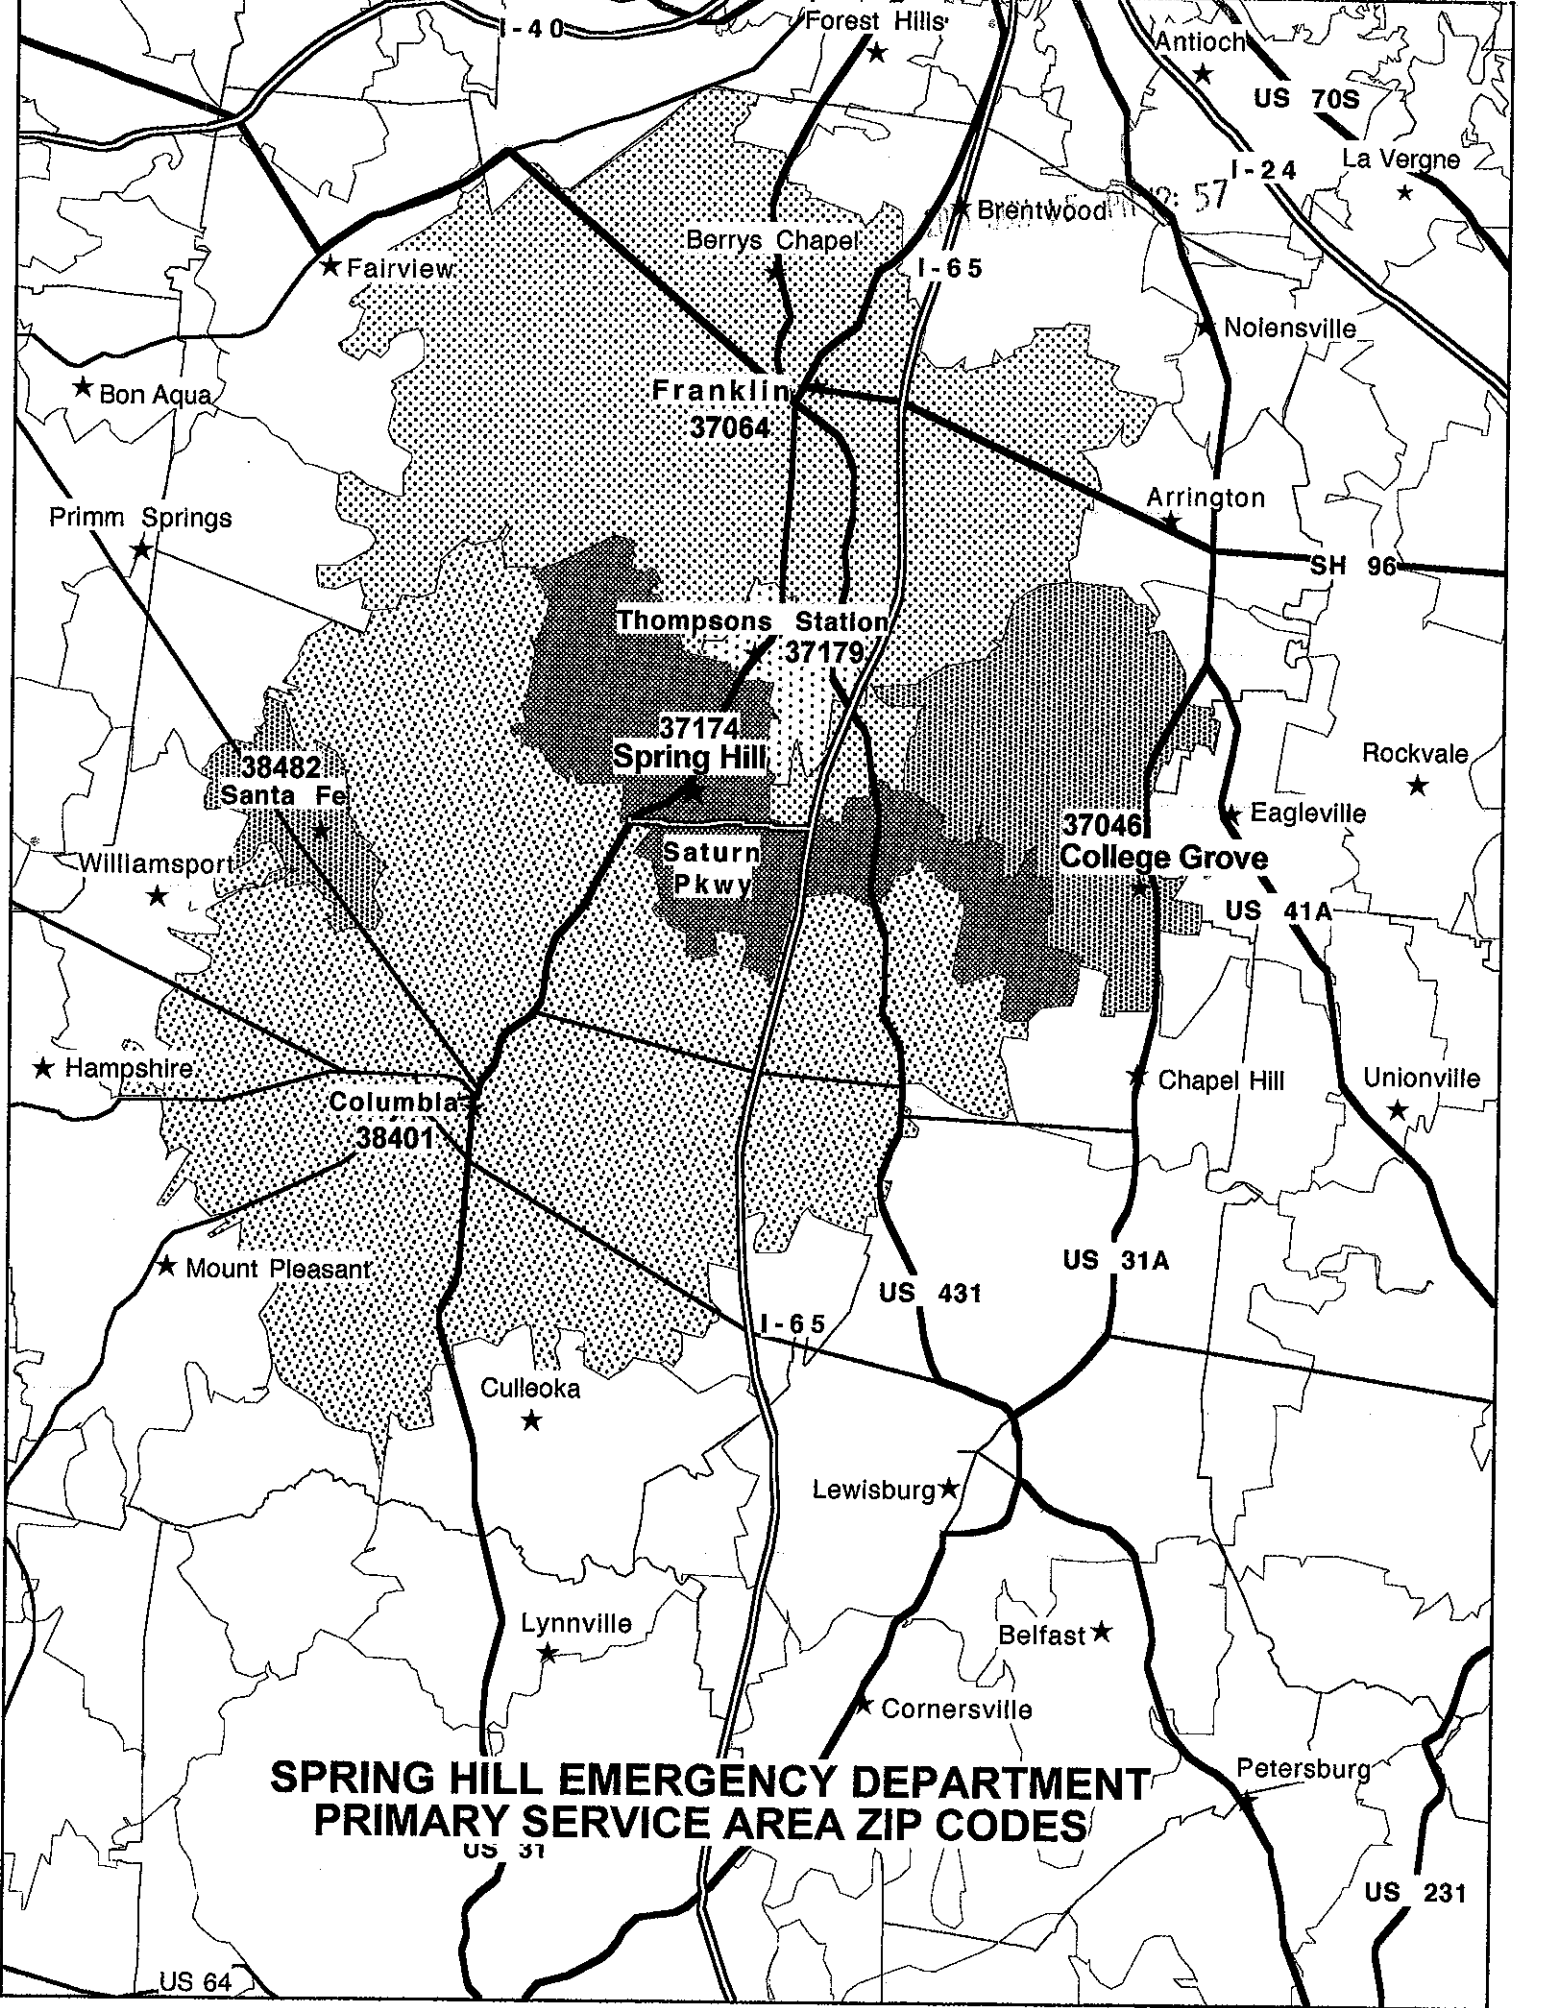 I-40
Forest Hills
Antioch
US 70S
La Vergne
I-24
12: 57
Brentwood
Berrys Chapel
Fairview
I-65
Nolensville
Bon Aqua
Franklin
37064
Arrington
Primm Springs
SH 96
Thompsons Station
37179
37174
Spring Hill
38482
Santa Fe
Rockvale
Eagleville
37046
College Grove
Saturn
Pkwy
Williamsport
US 41A
Hampshire
Chapel Hill
Unionville
Columbia
38401
Mount Pleasant
US 31A
US 431
I-65
Culleoka
Lewisburg
Lynnville
Belfast
Cornersville
Petersburg
SPRING HILL EMERGENCY DEPARTMENT
PRIMARY SERVICE AREA ZIP CODES
US 31
US 231
US 64